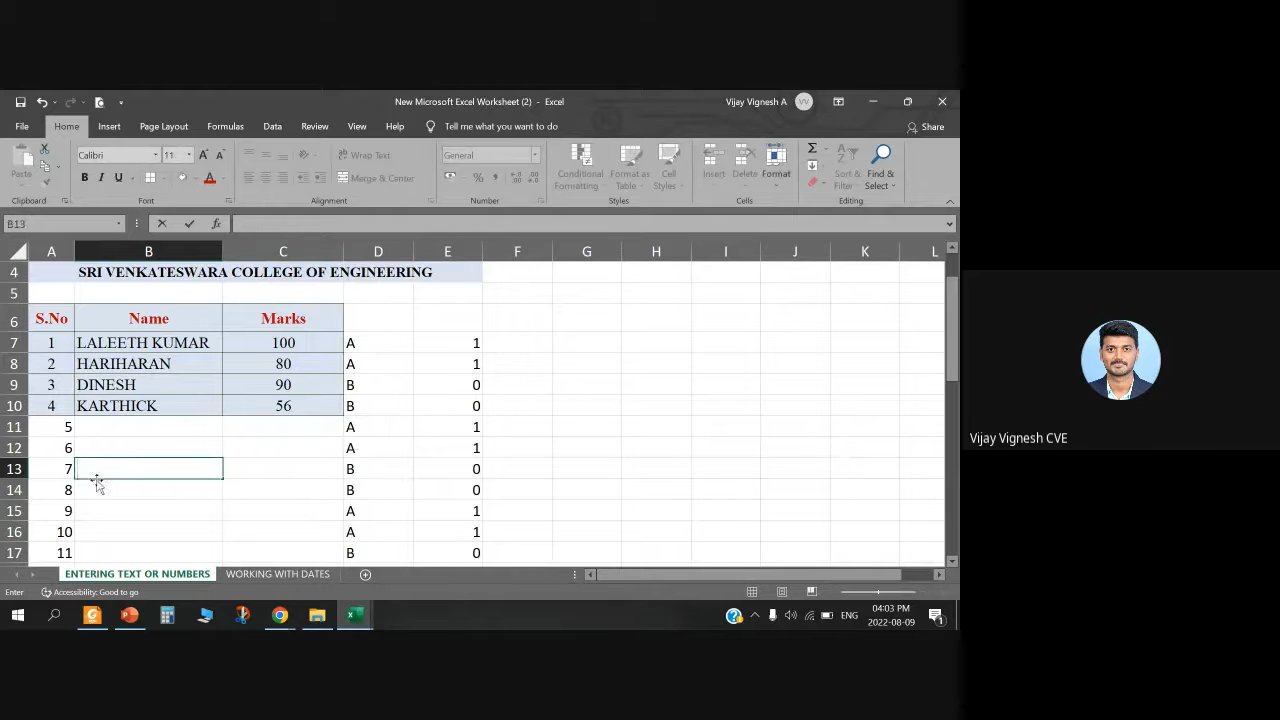 New Microsoft Excel Worksheet (2) - Excel
Vijay Vignesh A VV
File Home Insert Page Layout Formulas Data Review View Help Tell me what you want to do Share
Paste Calibri 11 A A Wrap Text General Conditional Formatting Format as Table Cell Styles Insert Delete Format Sort & Filter Find & Select
B I U A Merge & Center % ,
Clipboard Font Alignment Number Styles Cells Editing
B13 fx
A B C D E F G H I J K L
4 SRI VENKATESWARA COLLEGE OF ENGINEERING
5
6 S.No Name Marks
7 1 LALEETH KUMAR 100 A 1
8 2 HARIHARAN 80 A 1
9 3 DINESH 90 B 0
10 4 KARTHICK 56 B 0
11 5 A 1
12 6 A 1
13 7 B 0
14 8 B 0
15 9 A 1
16 10 A 1
17 11 B 0
ENTERING TEXT OR NUMBERS WORKING WITH DATES
Enter Accessibility: Good to go
ENG 04:03 PM
2022-08-09
Vijay Vignesh CVE